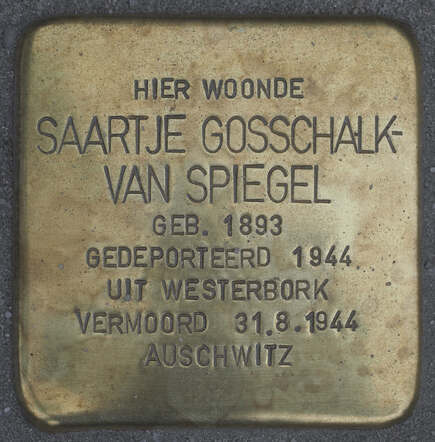 HIER WOONDE
SAARTJE GOSSCHALK-
VAN SPIEGEL
GEB. 1893
GEDEPORTEERD 1944
UIT WESTERBORK
VERMOORD 31.8.1944
AUSCHWITZ